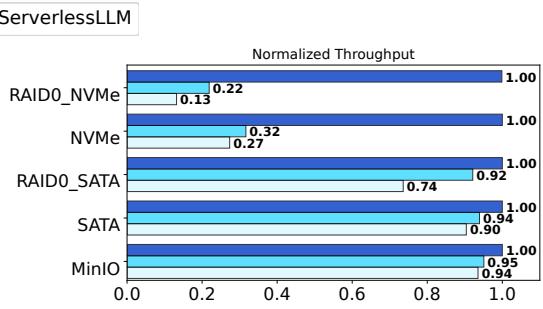 ServerlessLLM
Normalized Throughput
1.00
RAID0_NVMe
0.22
0.13
1.00
NVMe
0.32
0.27
1.00
RAID0_SATA
0.92
0.74
1.00
SATA
0.94
0.90
1.00
MinIO
0.95
0.94
0.0 0.2 0.4 0.6 0.8 1.0